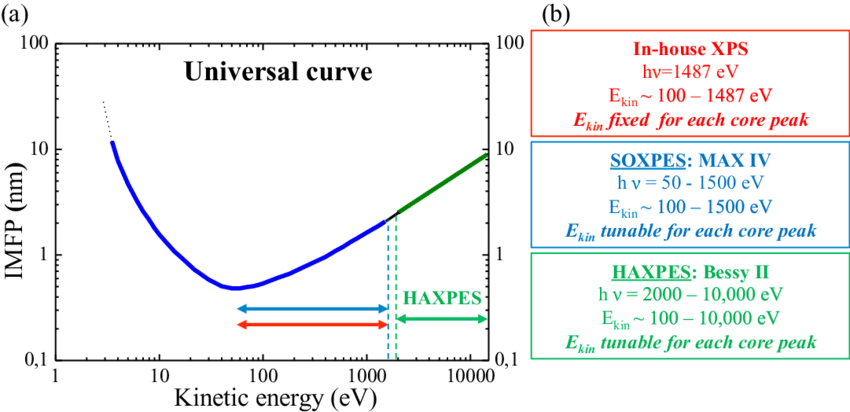 (a)
Universal curve
IMFP (nm)
100
10
1
0,1
100
10
1
0,1
HAXPES
1 10 100 1000 10000
Kinetic energy (eV)
(b)
In-house XPS
hν=1487 eV
Ekin ~ 100 – 1487 eV
Ekin fixed for each core peak
SOXPES: MAX IV
h ν = 50 - 1500 eV
Ekin ~ 100 – 1500 eV
Ekin tunable for each core peak
HAXPES: Bessy II
h ν = 2000 – 10,000 eV
Ekin ~ 100 – 10,000 eV
Ekin tunable for each core peak